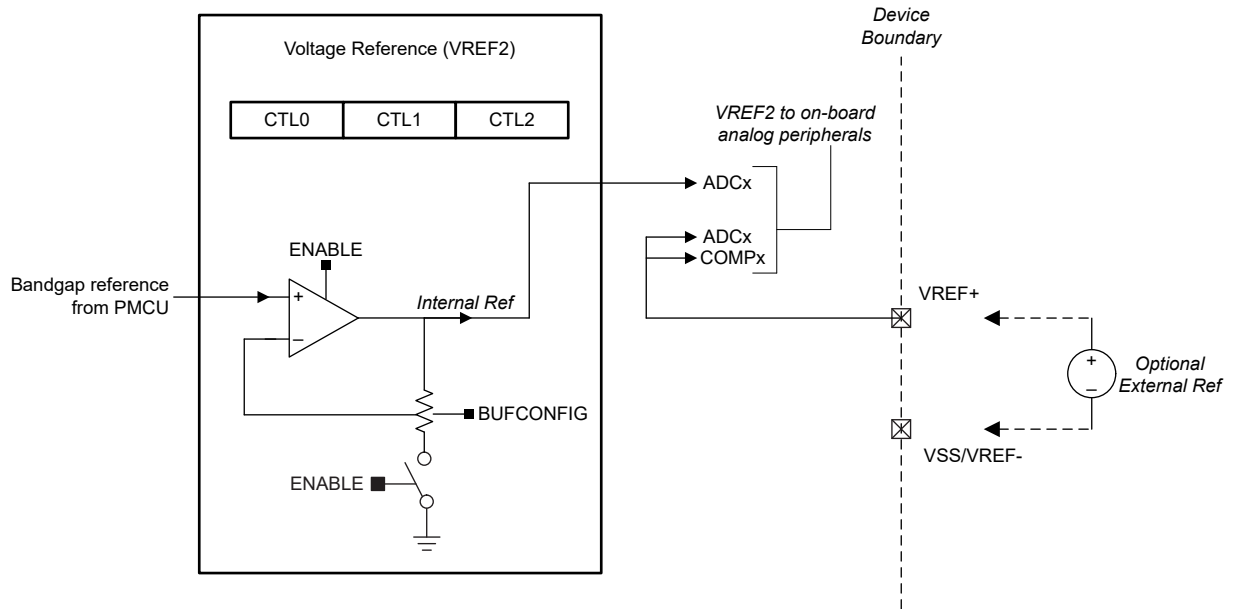 Device
Boundary
Voltage Reference (VREF2)
CTL0 CTL1 CTL2
VREF2 to on-board
analog peripherals
ADCx
ADCx
COMPx
ENABLE
Bandgap reference
from PMCU
+
–
Internal Ref
VREF+
+
–
Optional
External Ref
BUFCONFIG
VSS/VREF-
ENABLE